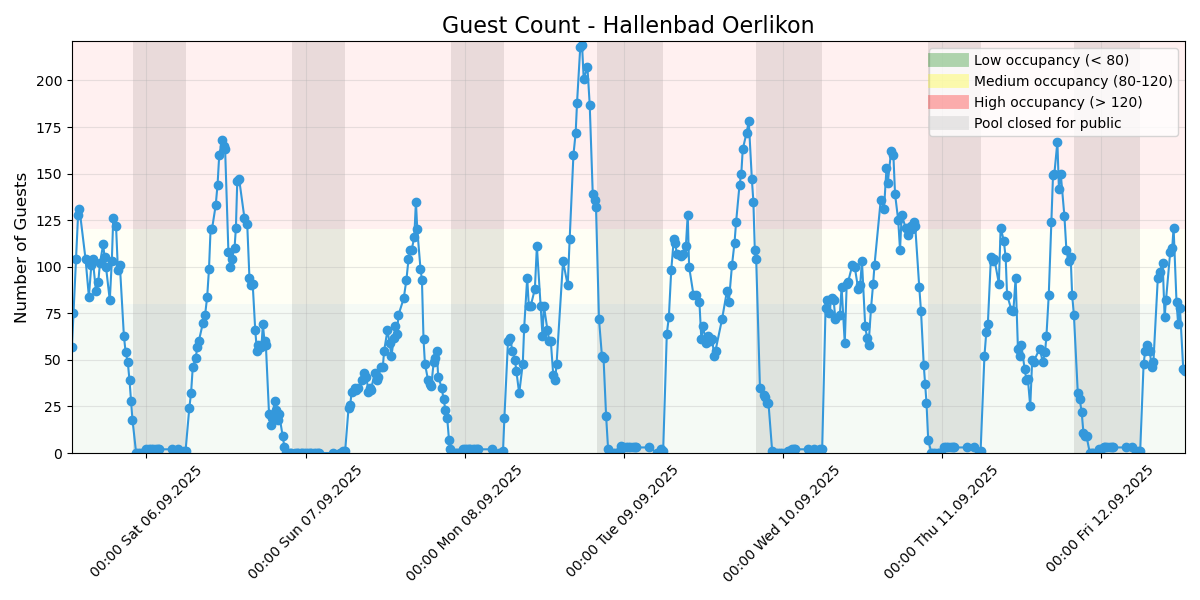 Guest Count - Hallenbad Oerlikon
Low occupancy (< 80)
Medium occupancy (80-120)
High occupancy (> 120)
Pool closed for public
Number of Guests
200
175
150
125
100
75
50
25
0
00:00 Sat 06.09.2025
00:00 Sun 07.09.2025
00:00 Mon 08.09.2025
00:00 Tue 09.09.2025
00:00 Wed 10.09.2025
00:00 Thu 11.09.2025
00:00 Fri 12.09.2025